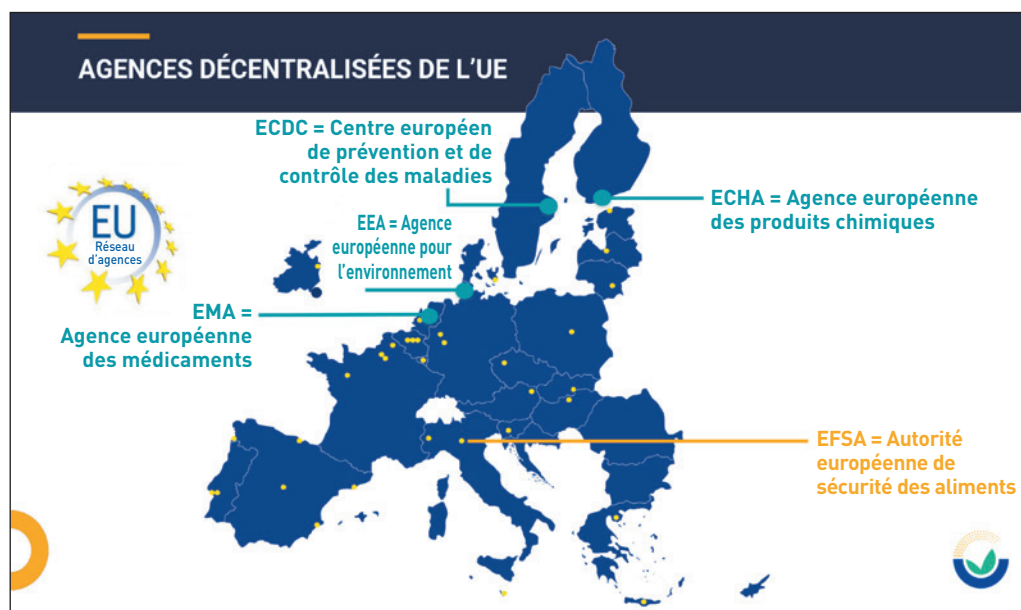 AGENCES DÉCENTRALISÉES DE L’UE
ECDC = Centre européen
de prévention et de
contrôle des maladies
ECHA = Agence européenne
des produits chimiques
EEA = Agence
européenne pour
l’environnement
EU
Réseau
d’agences
EMA =
Agence européenne
des médicaments
EFSA = Autorité
européenne de
sécurité des aliments